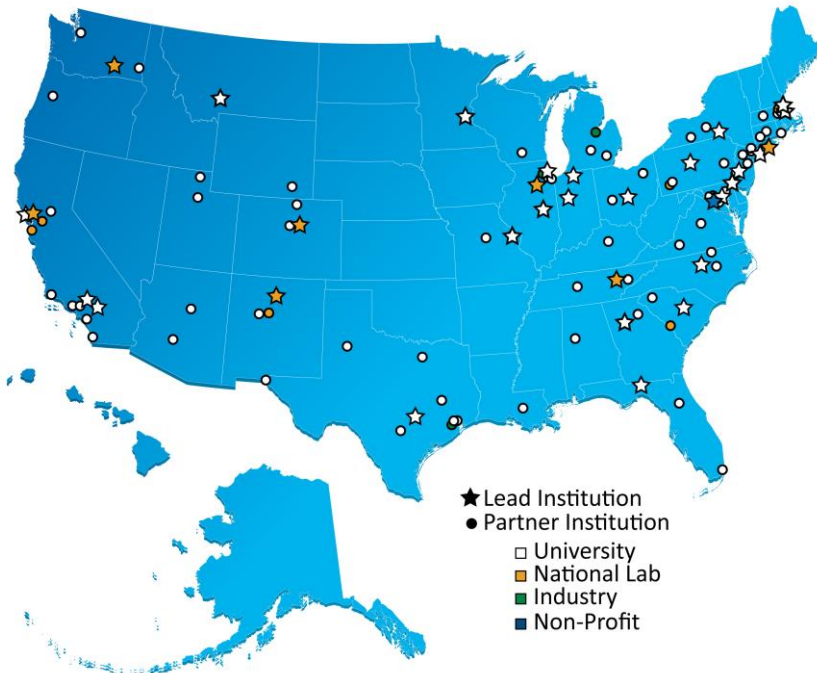 Lead Institution
Partner Institution
University
National Lab
Industry
Non-Profit